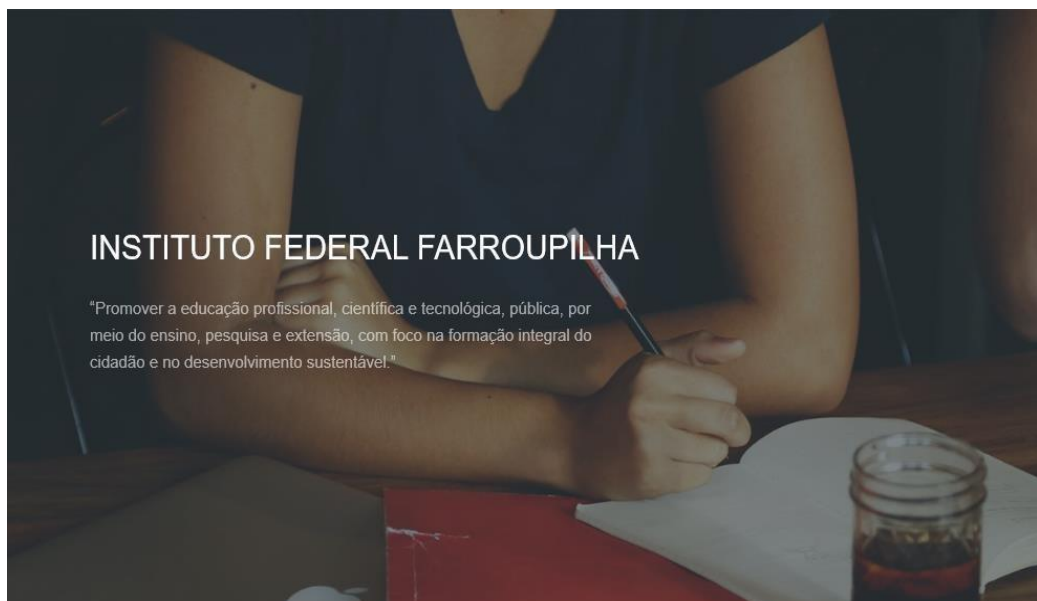 INSTITUTO FEDERAL FARROUPILHA
“Promover a educação profissional, científica e tecnológica, pública, por
meio do ensino, pesquisa e extensão, com foco na formação integral do
cidadão e no desenvolvimento sustentável.”